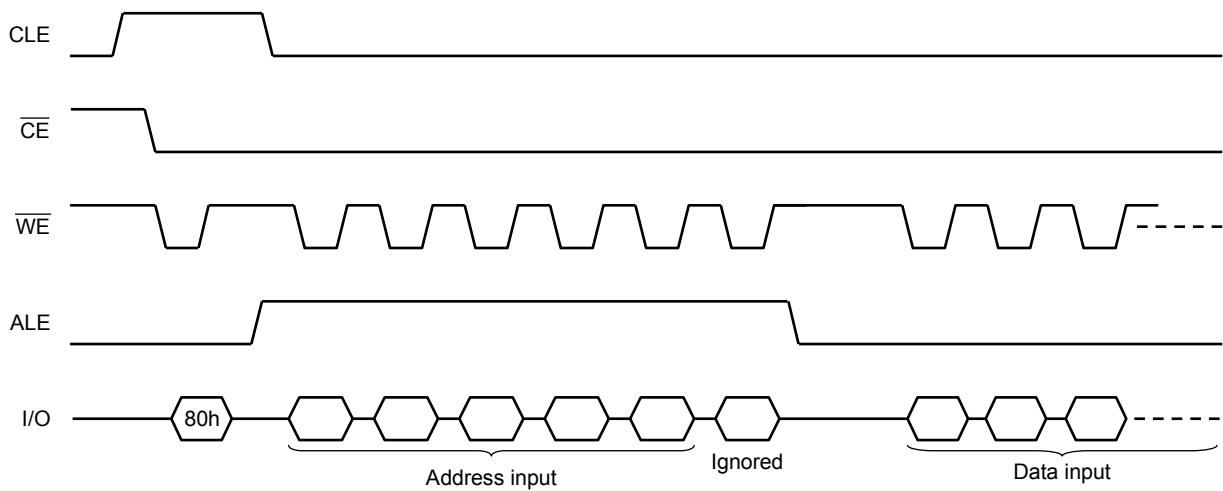 CLE
CE
WE
ALE
I/O
80h
Address input
Ignored
Data input